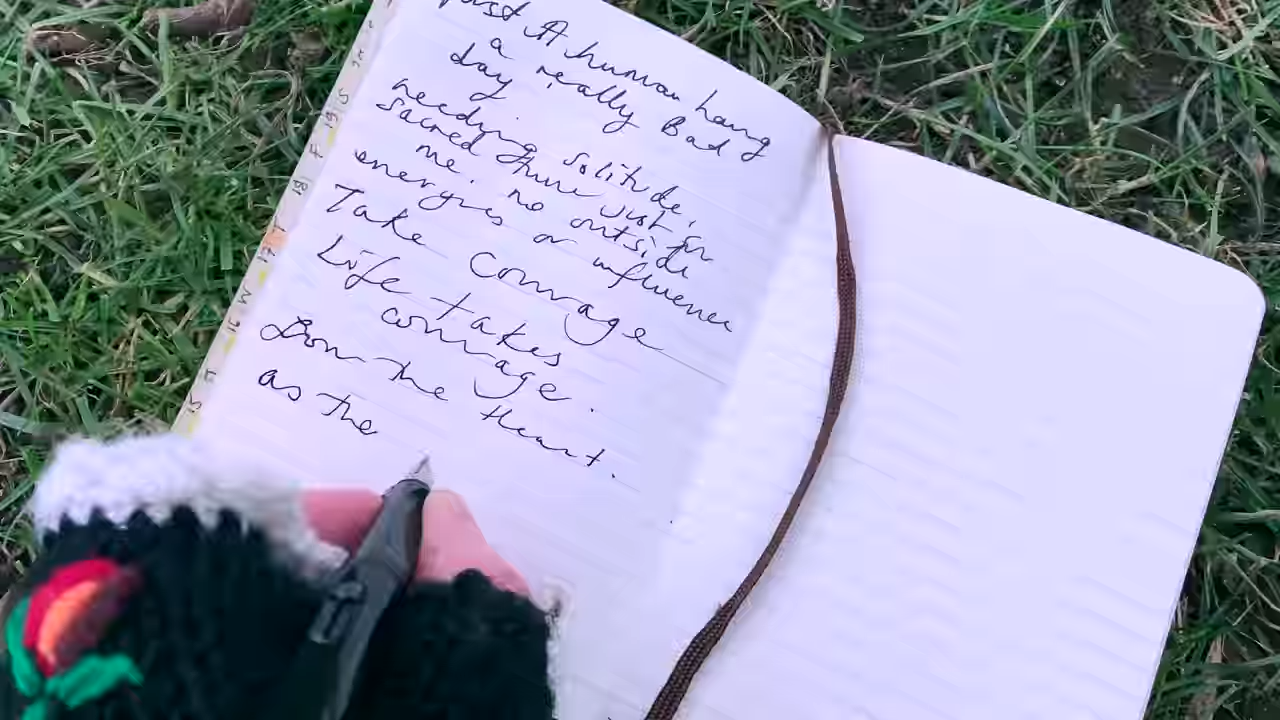 just A human having
a really Bad
day
needing solitude,
sacred time just for
me. no outside
energies or influence
Take courage
Life takes
courage.
From the Heart.
as the